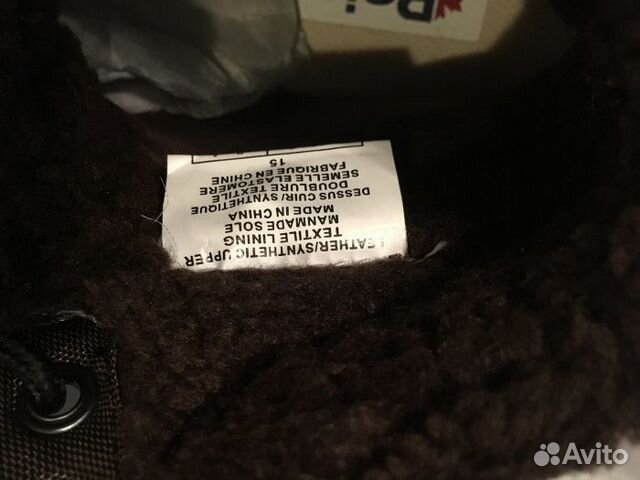 LEATHER/SYNTHETIC UPPER
TEXTILE LINING
MANMADE SOLE
MADE IN CHINA
DESSUS CUIR/ SYNTHETIQUE
DOUBLURE TEXTILE
SEMELLE ELASTOMERE
FABRIQUE EN CHINE
15
Avito